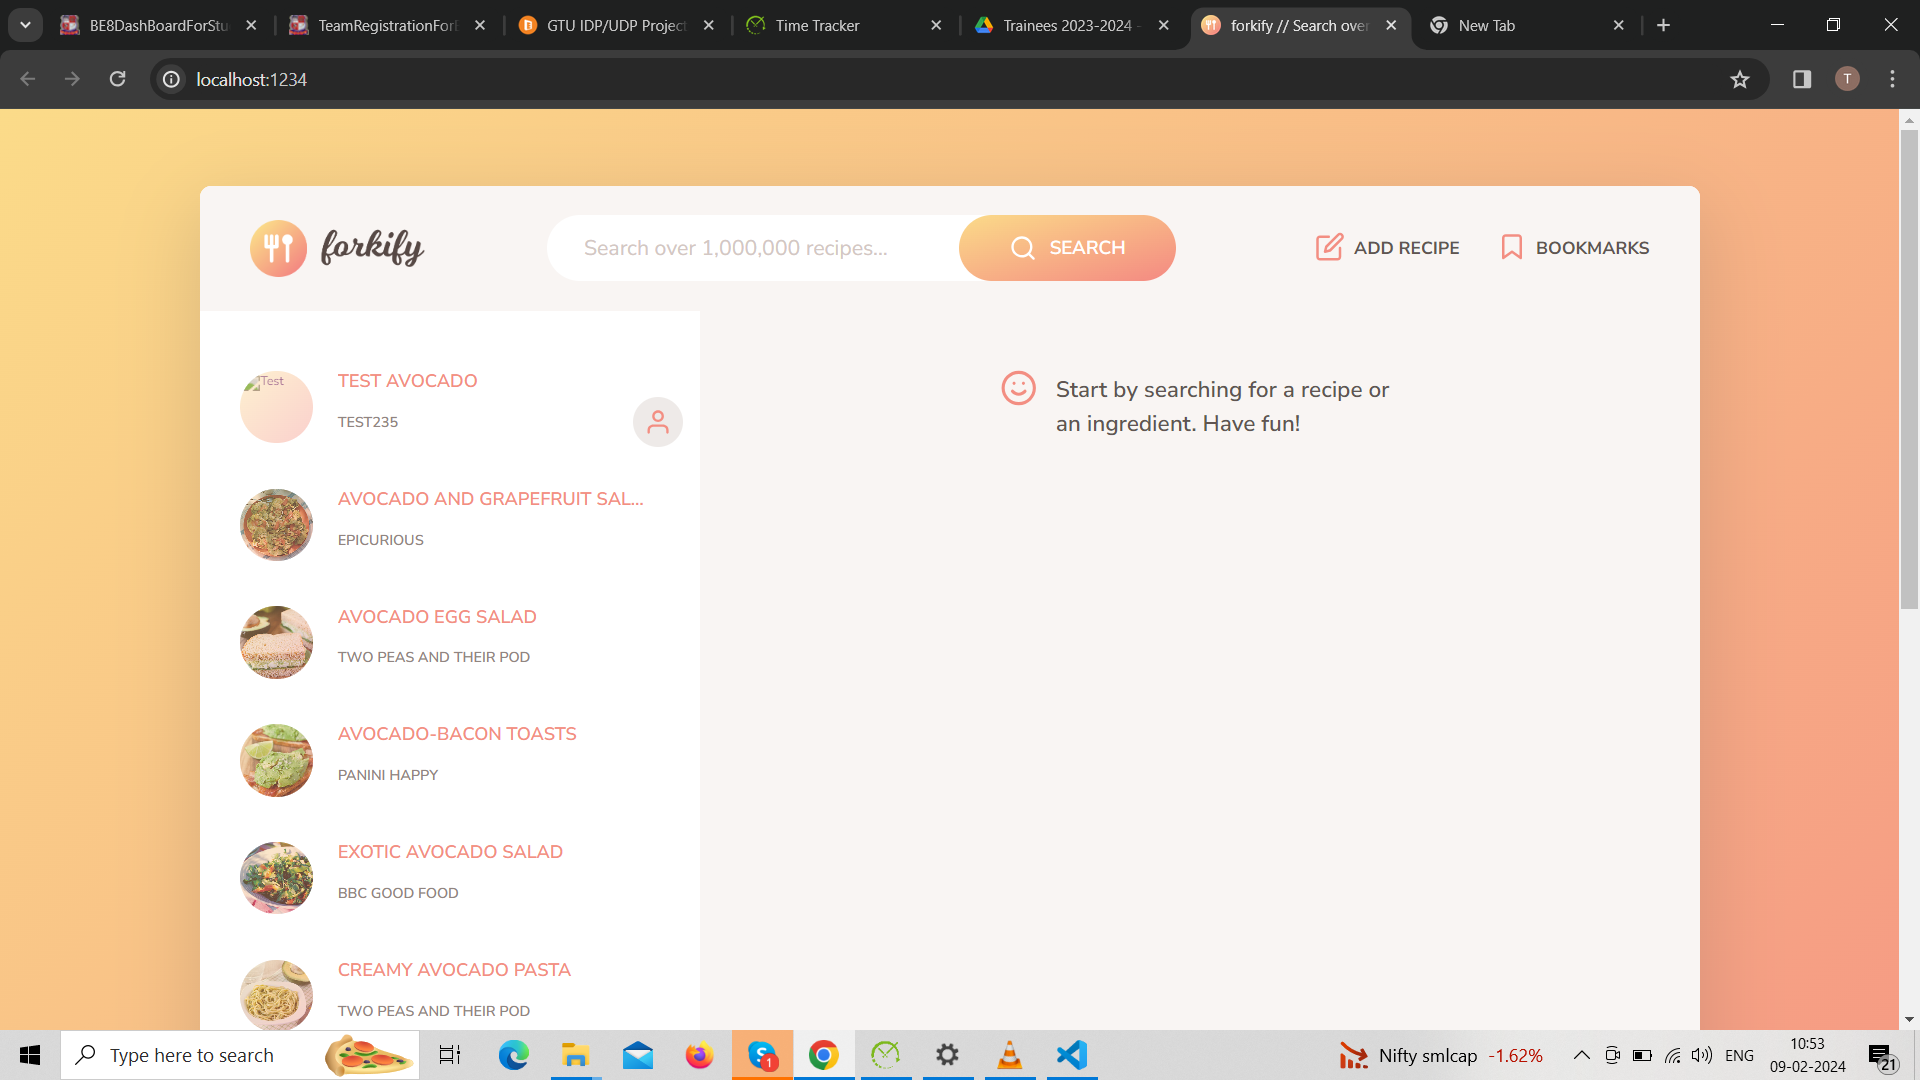 BE8DashBoardForStu
TeamRegistrationForB
GTU IDP/UDP Project
Time Tracker
Trainees 2023-2024 -
forkify // Search over
New Tab
localhost:1234
T
forkify
Search over 1,000,000 recipes...
SEARCH
ADD RECIPE
BOOKMARKS
Test
TEST AVOCADO
TEST235
Start by searching for a recipe or
an ingredient. Have fun!
AVOCADO AND GRAPEFRUIT SAL...
EPICURIOUS
AVOCADO EGG SALAD
TWO PEAS AND THEIR POD
AVOCADO-BACON TOASTS
PANINI HAPPY
EXOTIC AVOCADO SALAD
BBC GOOD FOOD
CREAMY AVOCADO PASTA
TWO PEAS AND THEIR POD
Type here to search
1
Nifty smlcap -1.62%
ENG
10:53
09-02-2024
21